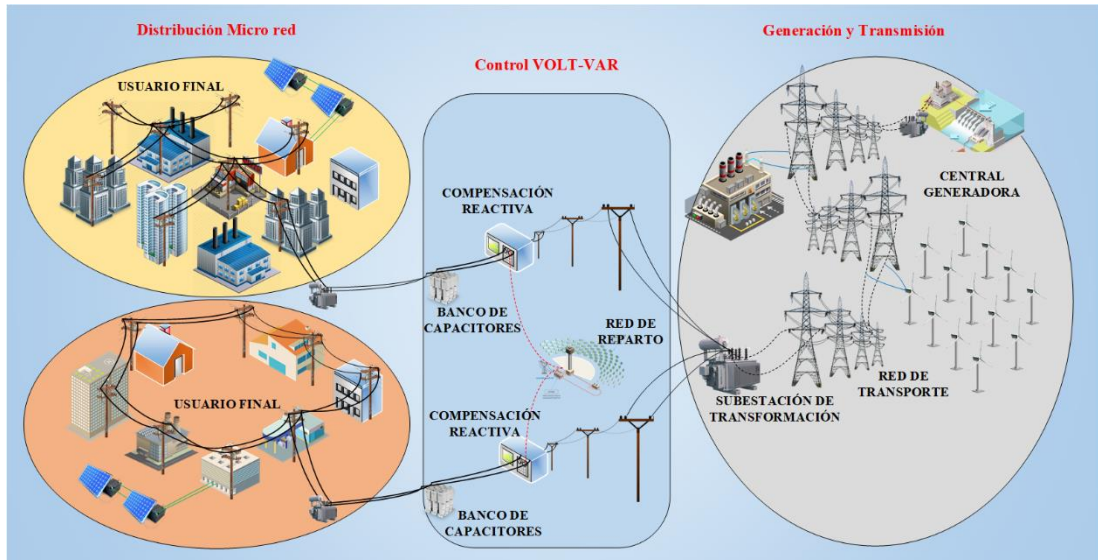 Distribución Micro red
USUARIO FINAL
USUARIO FINAL
Control VOLT-VAR
COMPENSACIÓN
REACTIVA
BANCO DE
CAPACITORES
RED DE
REPARTO
COMPENSACIÓN
REACTIVA
BANCO DE
CAPACITORES
Generación y Transmisión
CENTRAL
GENERADORA
RED DE
TRANSPORTE
SUBESTACIÓN DE
TRANSFORMACIÓN